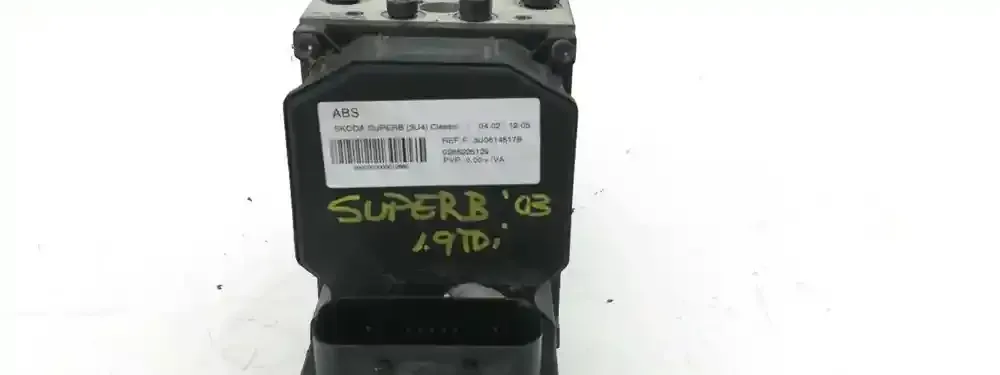 ABS
SKODA SUPERB (3U4) Classic 04.02 - 12.05
REF F. 3U0614517B
0265225129
PVP: 0,00+ IVA
SUPERB '03
1.9TDi